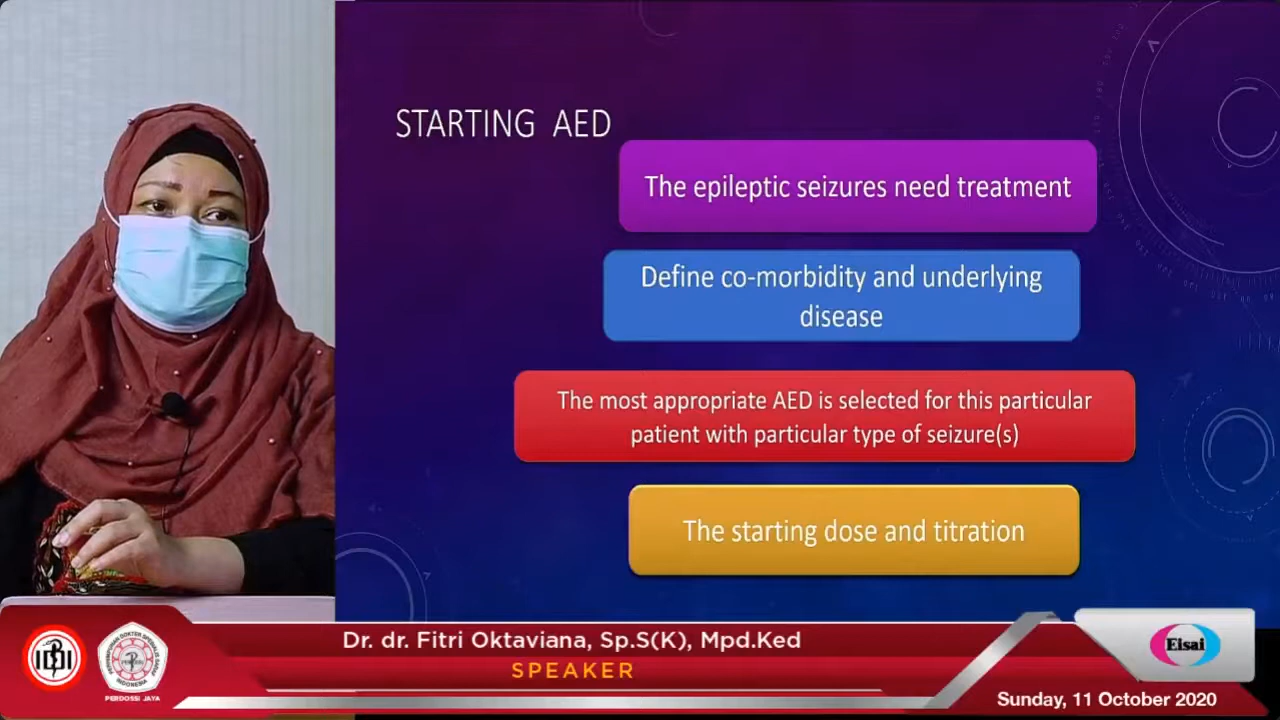 STARTING AED
The epileptic seizures need treatment
Define co-morbidity and underlying
disease
The most appropriate AED is selected for this particular
patient with particular type of seizure(s)
The starting dose and titration
Dr. dr. Fitri Oktaviana, Sp.S(K), Mpd.Ked
SPEAKER
PERDOSSI JAYA
Eisai
Sunday, 11 October 2020